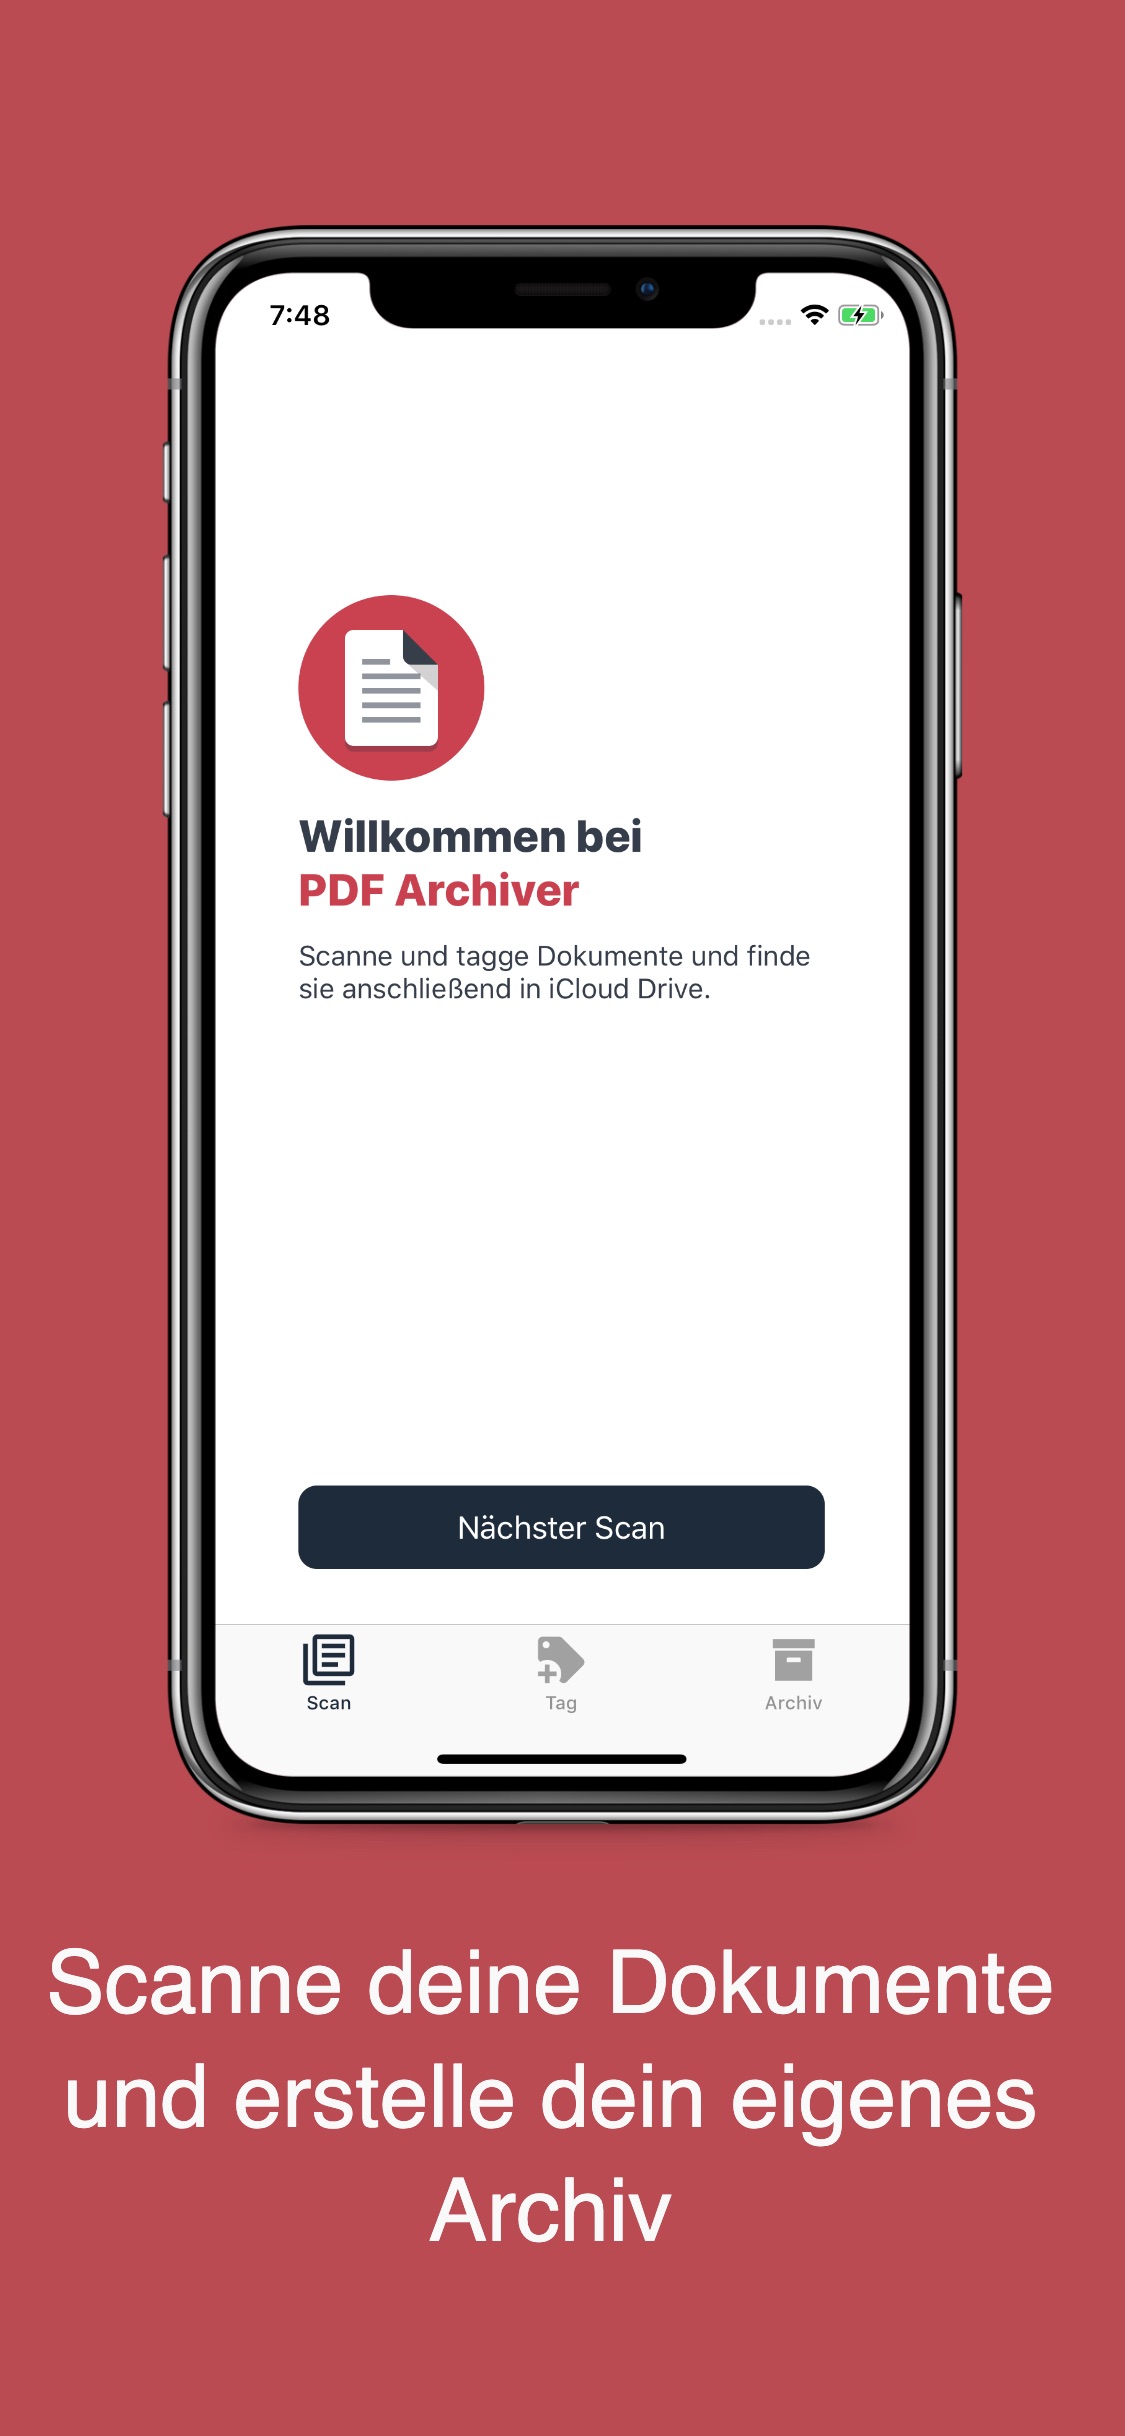 7:48
Willkommen bei
PDF Archiver
Scanne und tagge Dokumente und finde
sie anschließend in iCloud Drive.
Nächster Scan
Scan
Tag
Archiv
Scanne deine Dokumente
und erstelle dein eigenes
Archiv